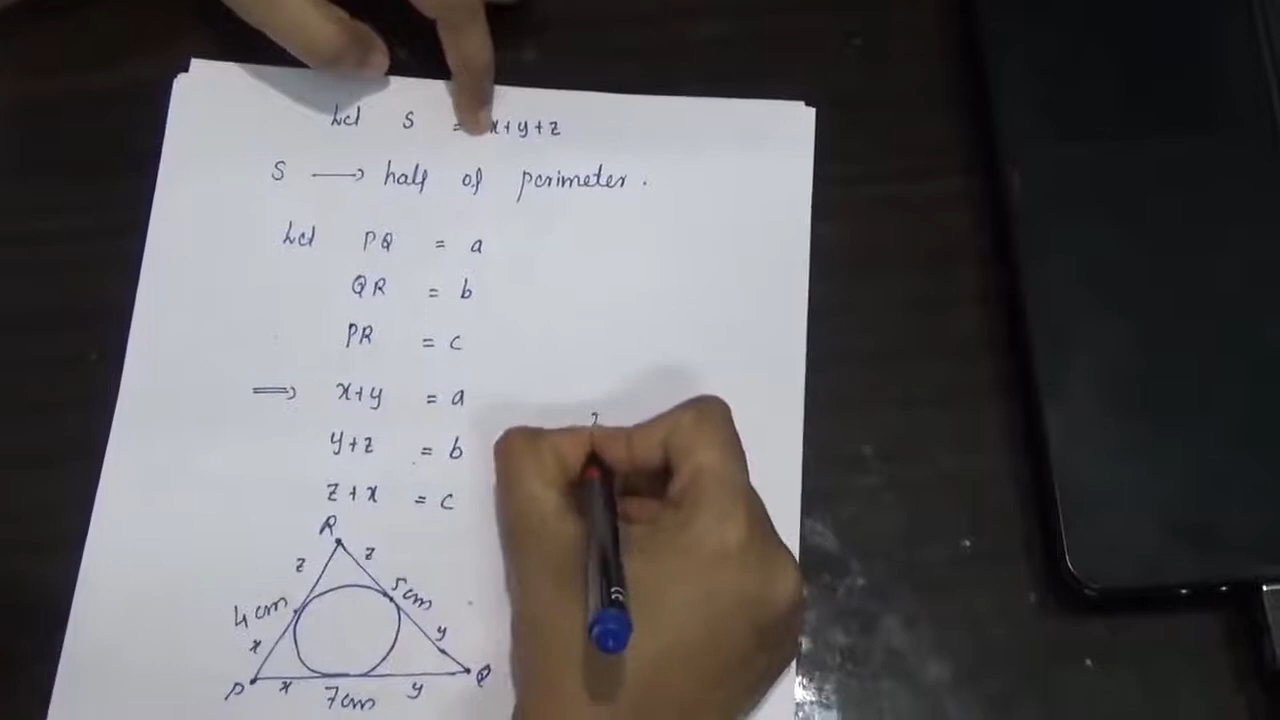 Let S = x+y+z
S ⟶ half of perimeter.
Let PQ = a
QR = b
PR = c
⟹ x+y = a
y+z = b
z+x = c
R
z z
4cm 5cm
x y
P x 7cm y Q